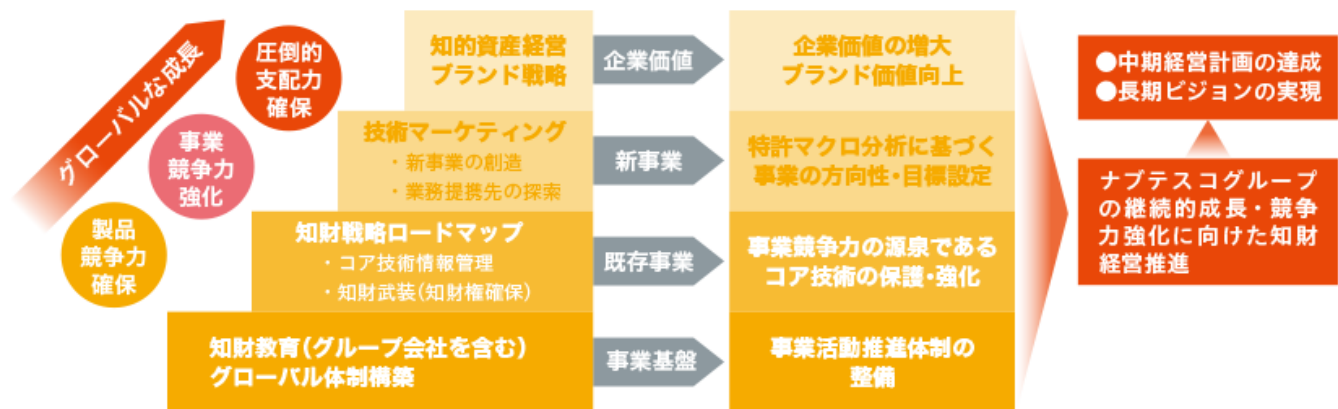 グローバルな成長
圧倒的
支配力
確保
事業
競争力
強化
製品
競争力
確保
知的資産経営
ブランド戦略
企業価値
企業価値の増大
ブランド価値向上
技術マーケティング
・新事業の創造
・業務提携先の探索
新事業
特許マクロ分析に基づく
事業の方向性・目標設定
知財戦略ロードマップ
・コア技術情報管理
・知財武装(知財権確保)
既存事業
事業競争力の源泉である
コア技術の保護・強化
知財教育(グループ会社を含む)
グローバル体制構築
事業基盤
事業活動推進体制の
整備
●中期経営計画の達成
●長期ビジョンの実現
ナブテスコグループ
の継続的成長・競争
力強化に向けた知財
経営推進